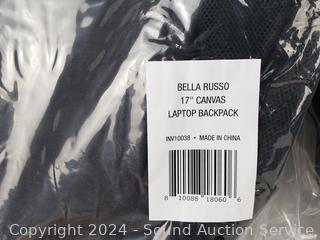 BELLA RUSSO
17" CANVAS
LAPTOP BACKPACK
INV10038 • MADE IN CHINA
8 10088 18060 6
Copyright 2024 - Sound Auction Service